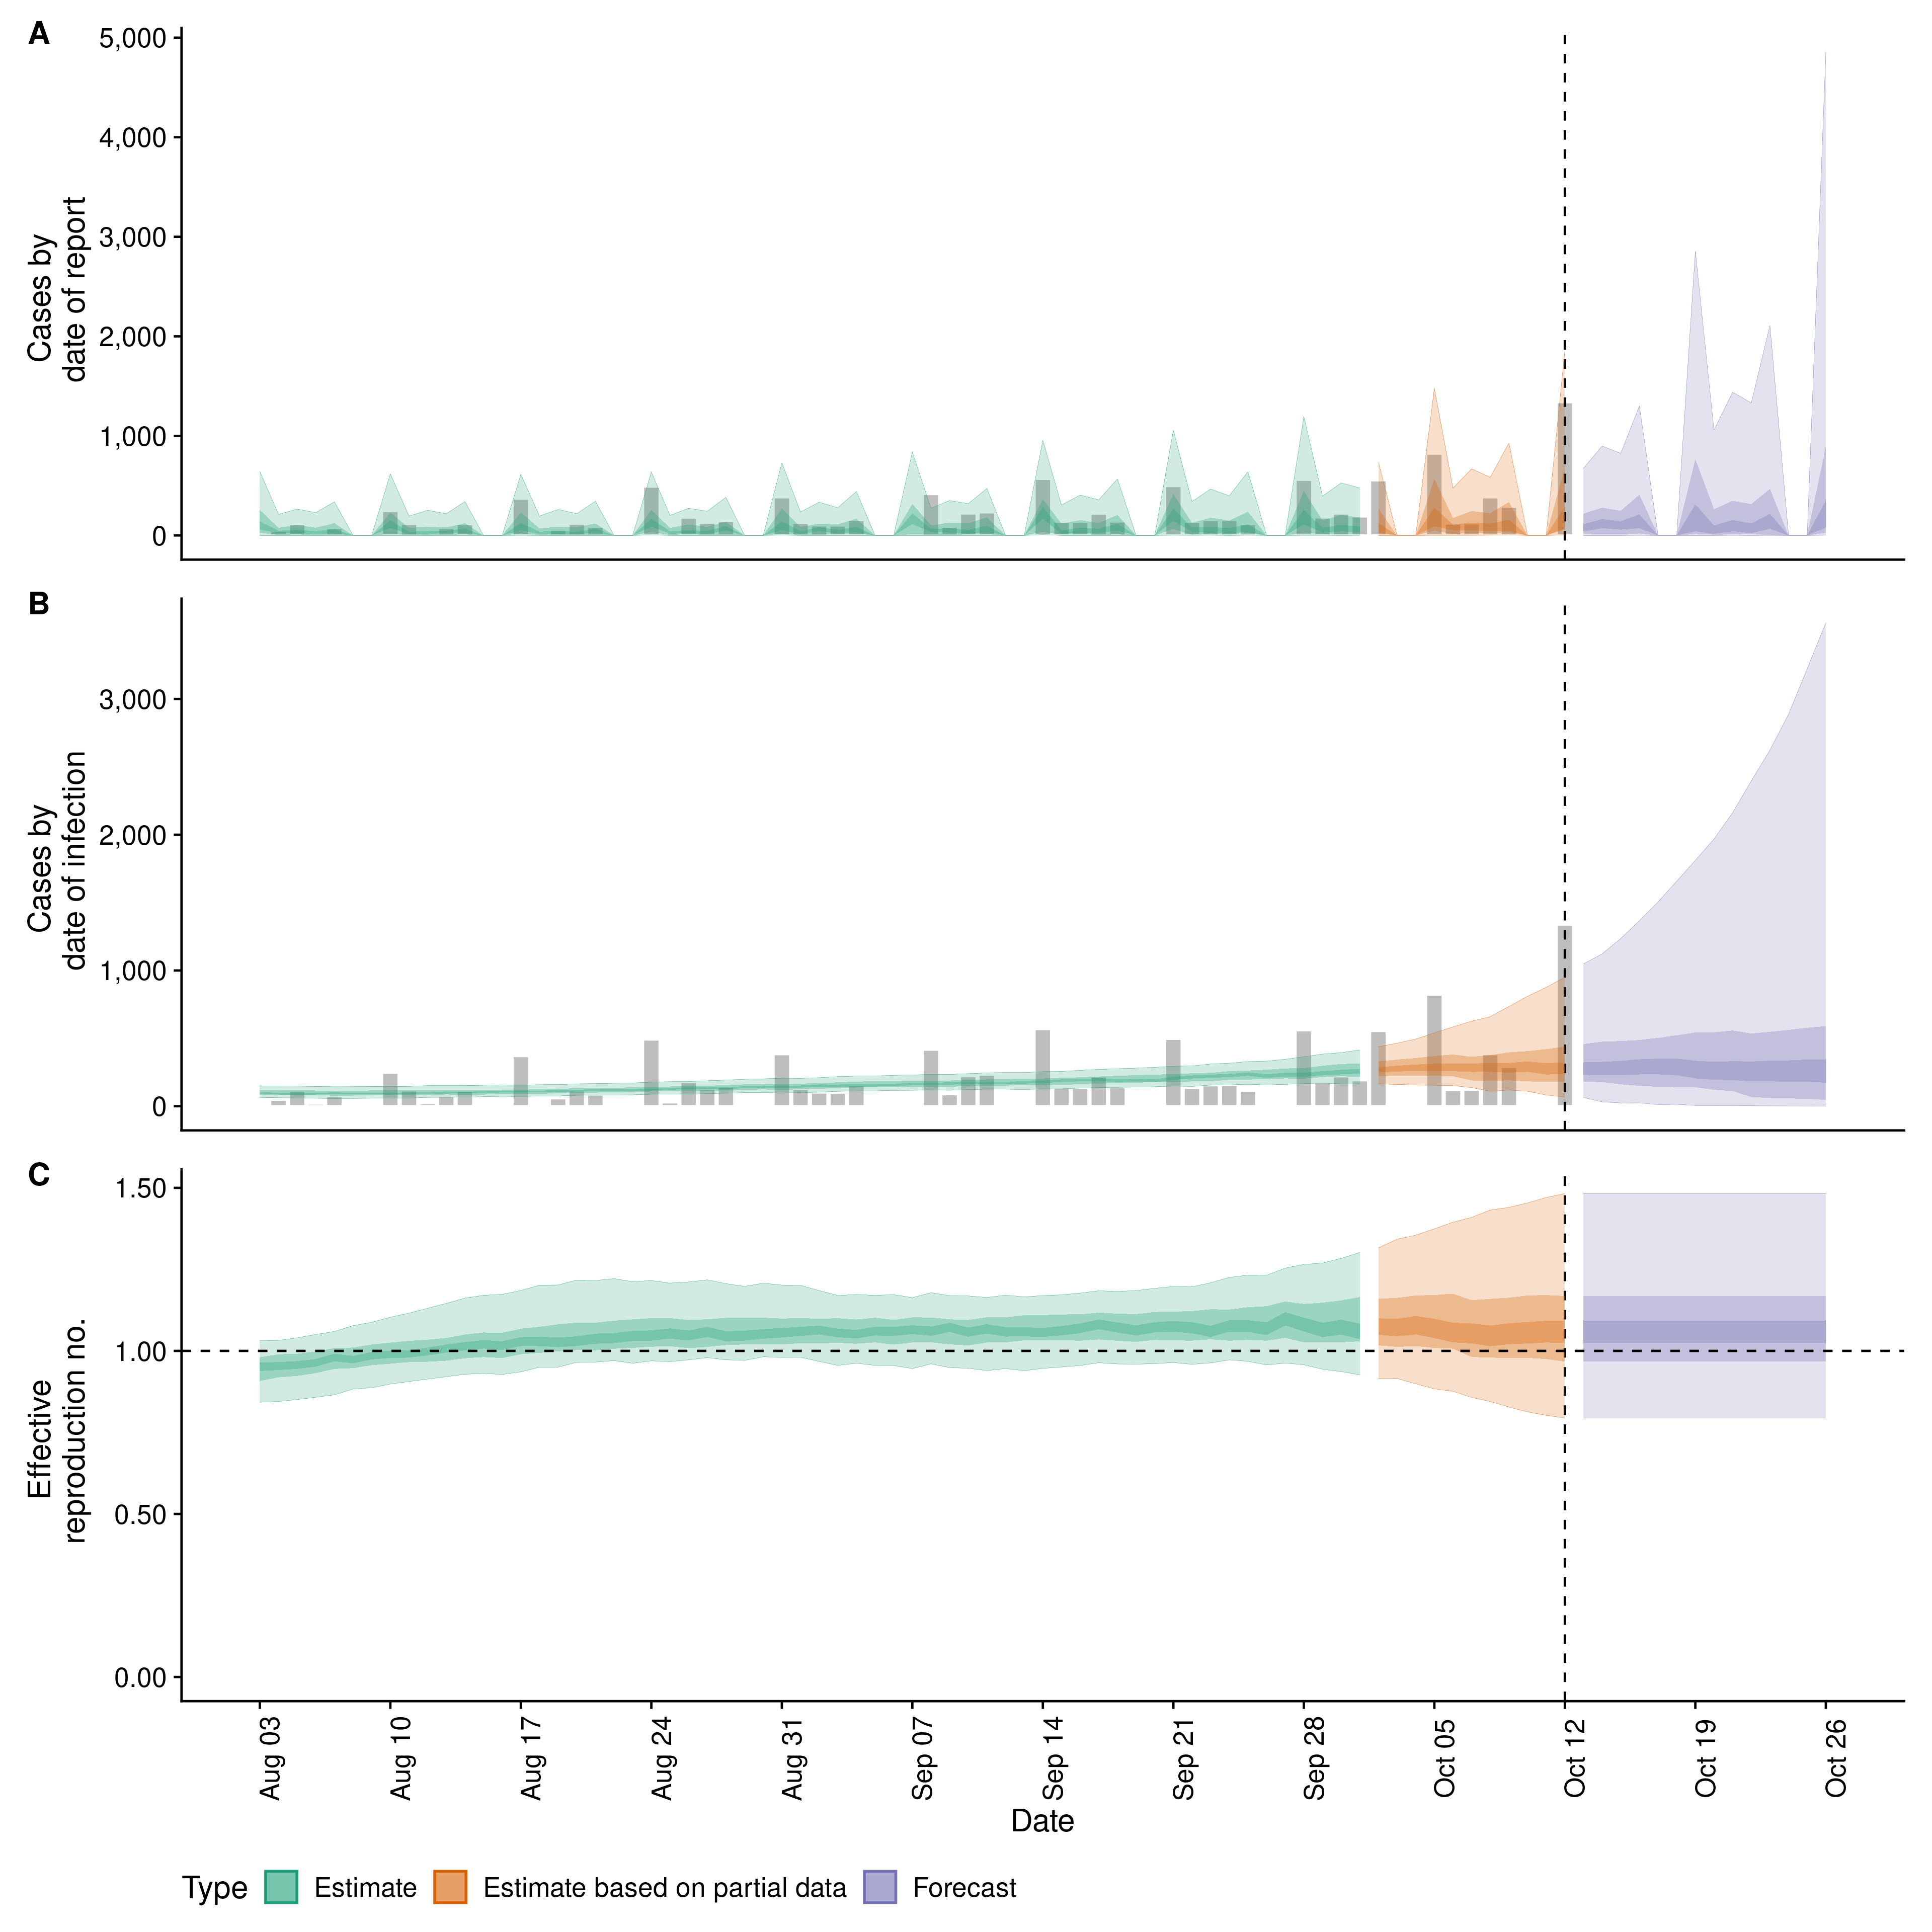 A
5,000
4,000
3,000
2,000
1,000
0
Cases by
date of report
B
3,000
2,000
1,000
0
Cases by
date of infection
C
1.50
1.00
0.50
0.00
Effective
reproduction no.
Aug 03
Aug 10
Aug 17
Aug 24
Aug 31
Sep 07
Sep 14
Sep 21
Sep 28
Oct 05
Oct 12
Oct 19
Oct 26
Date
Type Estimate Estimate based on partial data Forecast